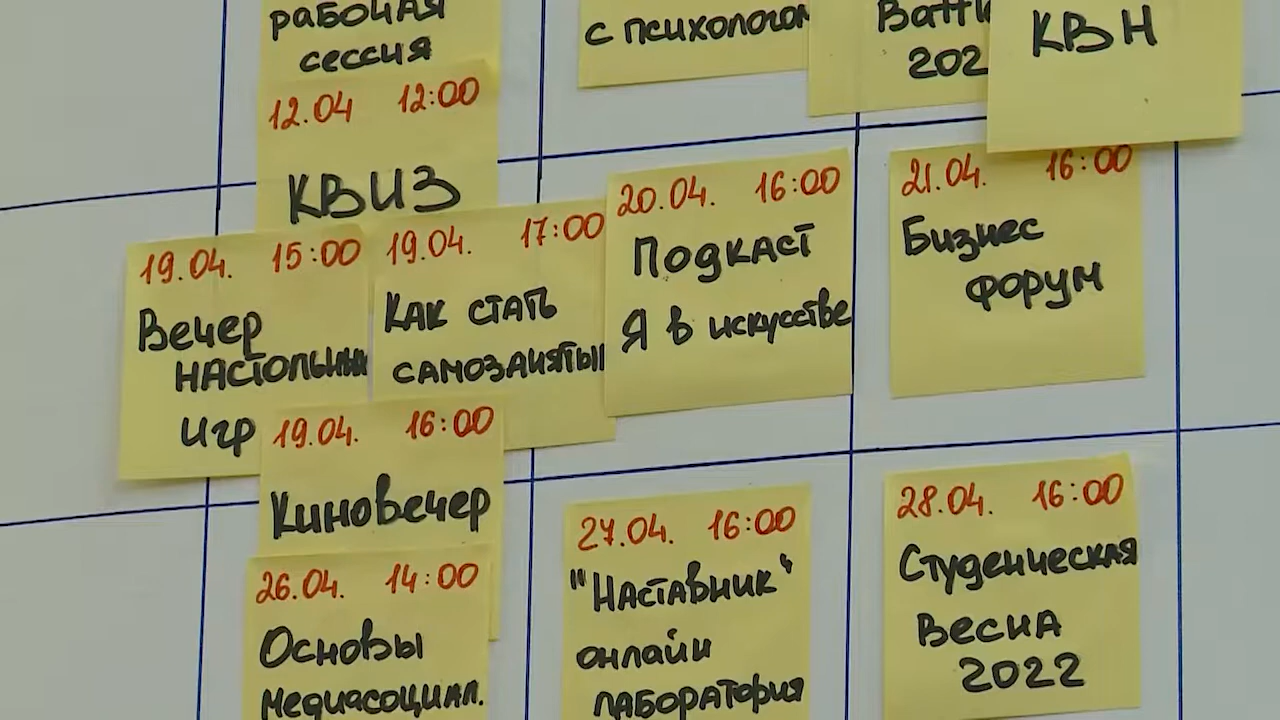 рабочая
сессия
с психологом
Battl
202
КВН
12.04 12:00
КВИЗ
19.04. 15:00
Вечер
настольных
игр
19.04. 17:00
Как стать
самозанятым
20.04. 16:00
Подкаст
Я в искусстве
21.04. 16:00
Бизнес
форум
19.04. 16:00
Киновечер
26.04. 14:00
Основы
медиасоциал.
27.04. 16:00
"Наставник"
онлайн
лаборатория
28.04. 16:00
Студенческая
Весна
2022